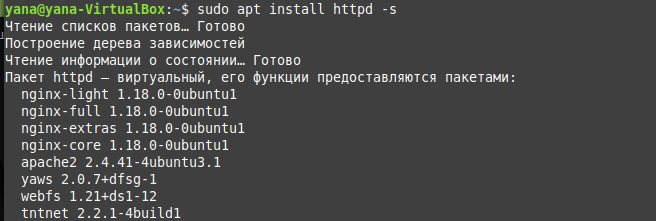 yana@yana-VirtualBox:~$ sudo apt install httpd -s
Чтение списков пакетов… Готово
Построение дерева зависимостей
Чтение информации о состоянии… Готово
Пакет httpd — виртуальный, его функции предоставляются пакетами:
  nginx-light 1.18.0-0ubuntu1
  nginx-full 1.18.0-0ubuntu1
  nginx-extras 1.18.0-0ubuntu1
  nginx-core 1.18.0-0ubuntu1
  apache2 2.4.41-4ubuntu3.1
  yaws 2.0.7+dfsg-1
  webfs 1.21+ds1-12
  tntnet 2.2.1-4build1